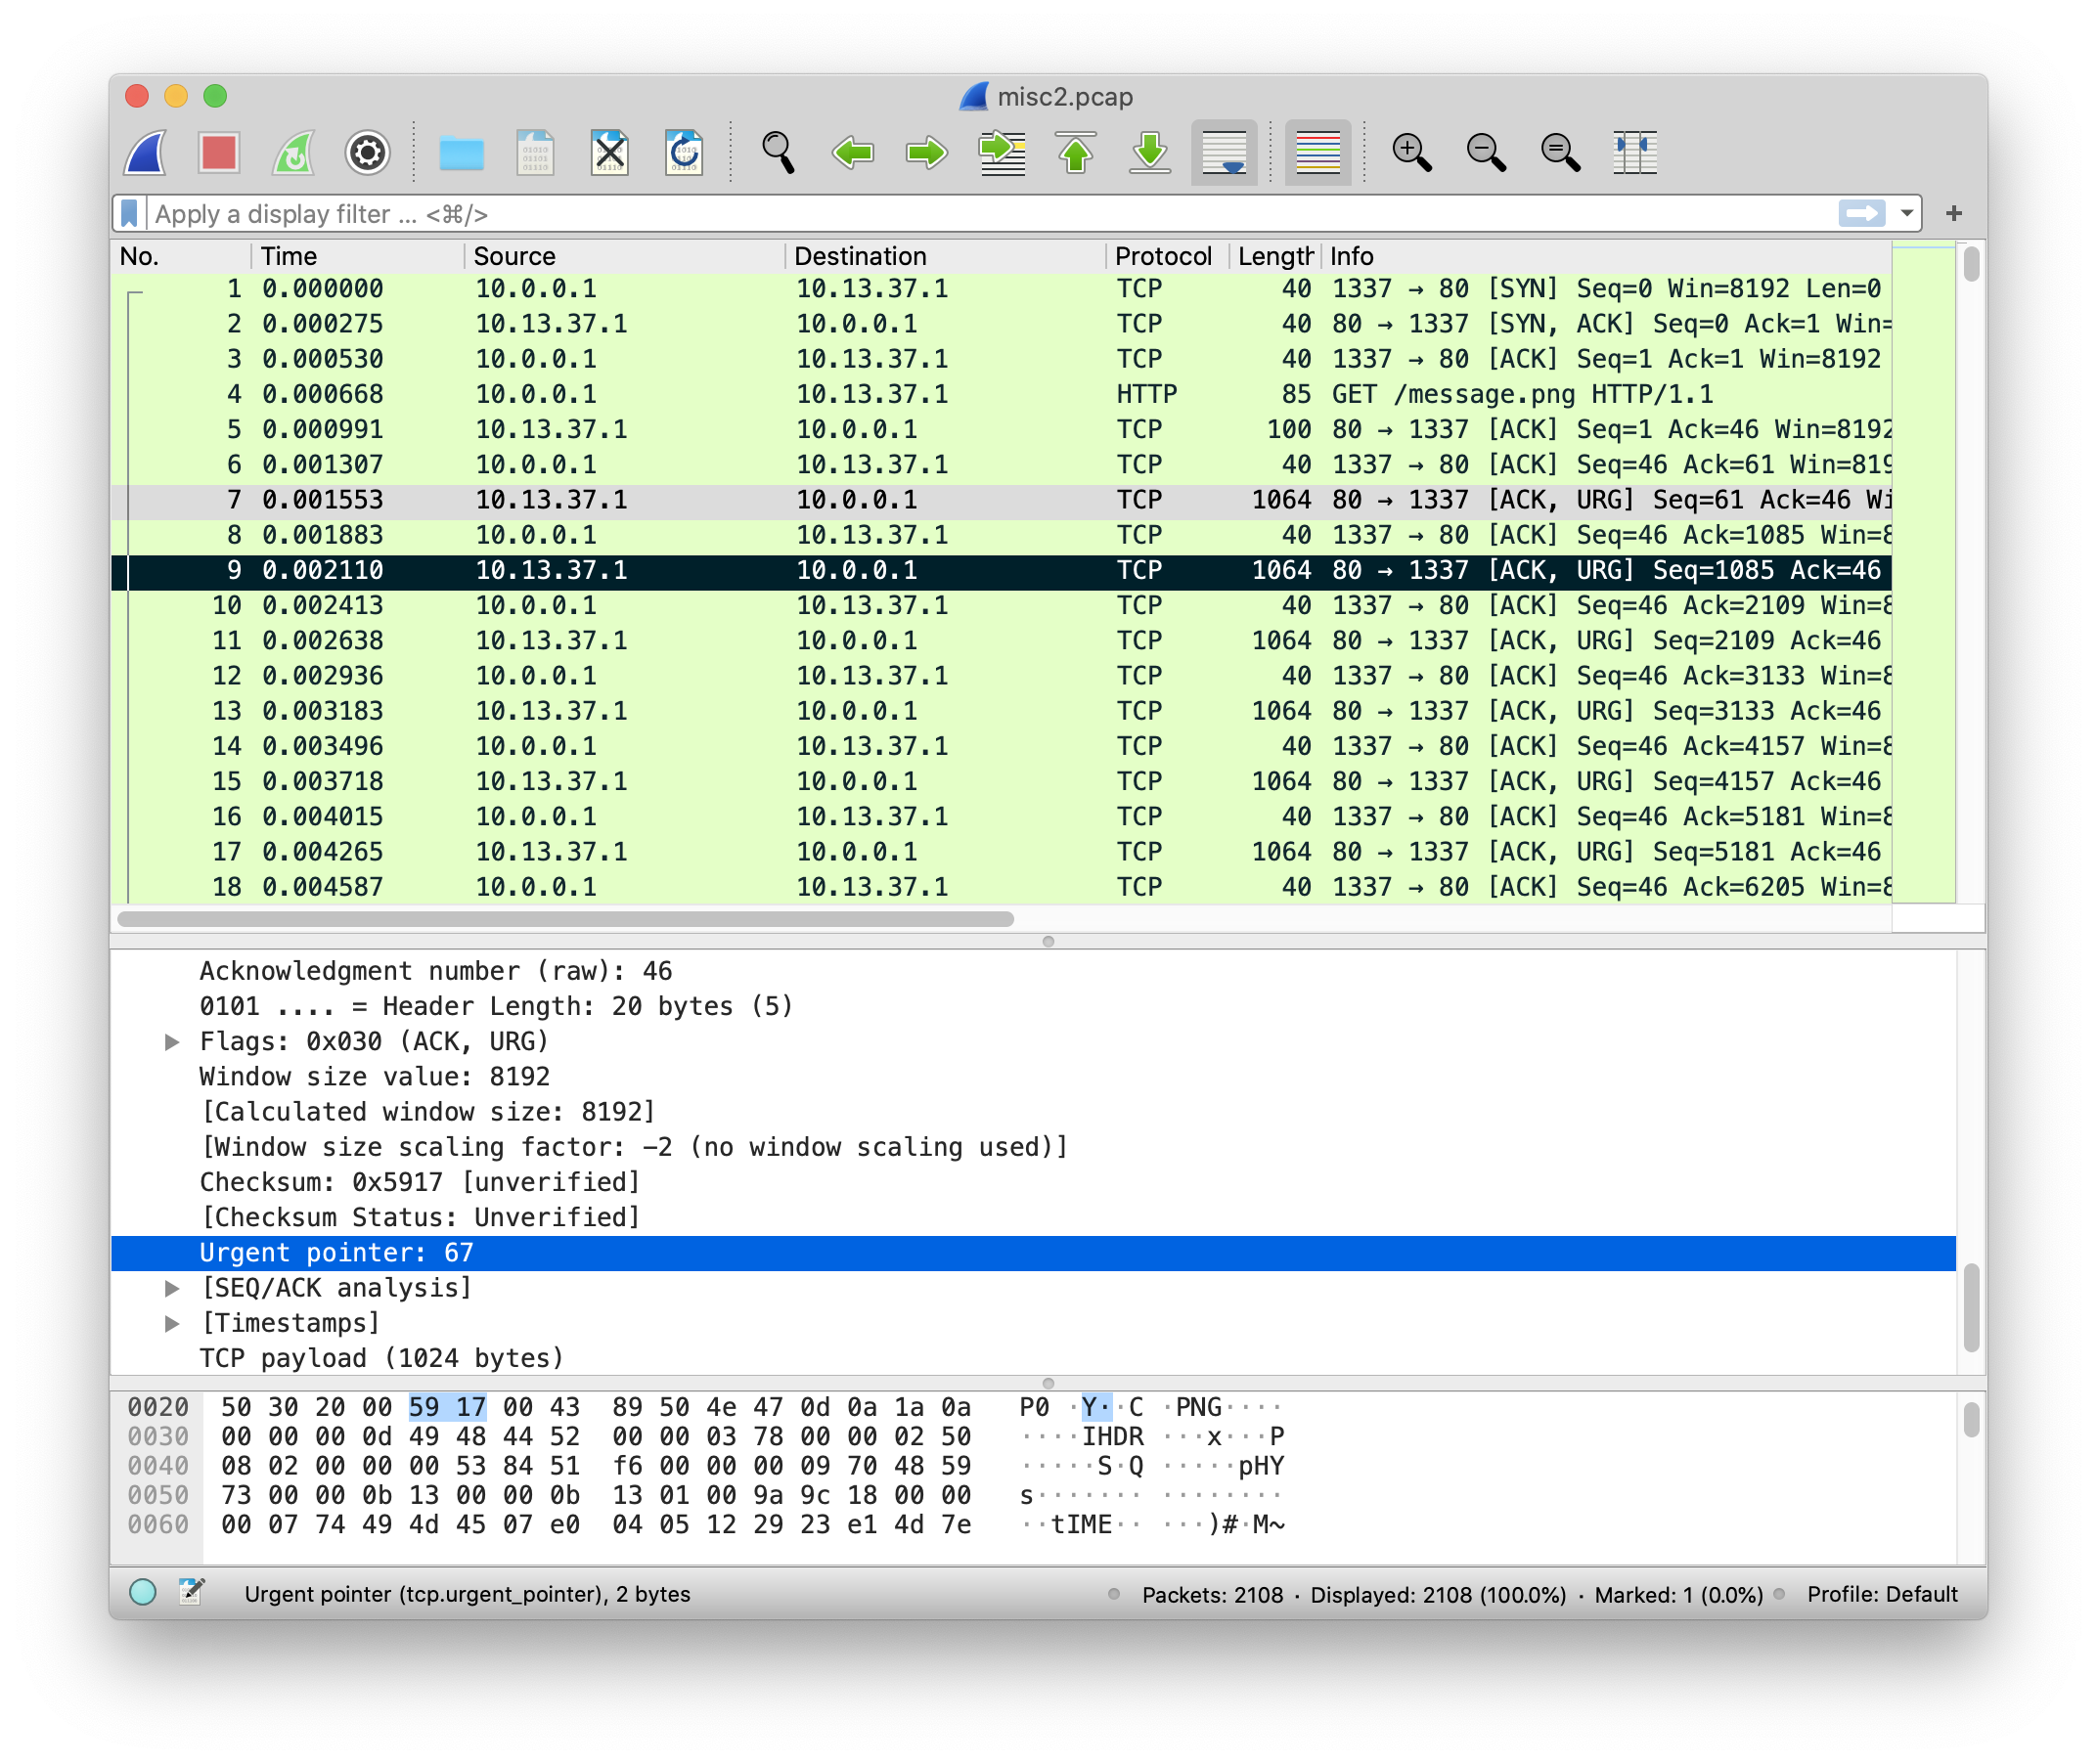 misc2.pcap
Apply a display filter ... <⌘/>
No. Time Source Destination Protocol Length Info
1 0.000000 10.0.0.1 10.13.37.1 TCP 40 1337 → 80 [SYN] Seq=0 Win=8192 Len=0
2 0.000275 10.13.37.1 10.0.0.1 TCP 40 80 → 1337 [SYN, ACK] Seq=0 Ack=1 Win=
3 0.000530 10.0.0.1 10.13.37.1 TCP 40 1337 → 80 [ACK] Seq=1 Ack=1 Win=8192
4 0.000668 10.0.0.1 10.13.37.1 HTTP 85 GET /message.png HTTP/1.1
5 0.000991 10.13.37.1 10.0.0.1 TCP 100 80 → 1337 [ACK] Seq=1 Ack=46 Win=8192
6 0.001307 10.0.0.1 10.13.37.1 TCP 40 1337 → 80 [ACK] Seq=46 Ack=61 Win=819
7 0.001553 10.13.37.1 10.0.0.1 TCP 1064 80 → 1337 [ACK, URG] Seq=61 Ack=46 Wi
8 0.001883 10.0.0.1 10.13.37.1 TCP 40 1337 → 80 [ACK] Seq=46 Ack=1085 Win=8
9 0.002110 10.13.37.1 10.0.0.1 TCP 1064 80 → 1337 [ACK, URG] Seq=1085 Ack=46
10 0.002413 10.0.0.1 10.13.37.1 TCP 40 1337 → 80 [ACK] Seq=46 Ack=2109 Win=8
11 0.002638 10.13.37.1 10.0.0.1 TCP 1064 80 → 1337 [ACK, URG] Seq=2109 Ack=46
12 0.002936 10.0.0.1 10.13.37.1 TCP 40 1337 → 80 [ACK] Seq=46 Ack=3133 Win=8
13 0.003183 10.13.37.1 10.0.0.1 TCP 1064 80 → 1337 [ACK, URG] Seq=3133 Ack=46
14 0.003496 10.0.0.1 10.13.37.1 TCP 40 1337 → 80 [ACK] Seq=46 Ack=4157 Win=8
15 0.003718 10.13.37.1 10.0.0.1 TCP 1064 80 → 1337 [ACK, URG] Seq=4157 Ack=46
16 0.004015 10.0.0.1 10.13.37.1 TCP 40 1337 → 80 [ACK] Seq=46 Ack=5181 Win=8
17 0.004265 10.13.37.1 10.0.0.1 TCP 1064 80 → 1337 [ACK, URG] Seq=5181 Ack=46
18 0.004587 10.0.0.1 10.13.37.1 TCP 40 1337 → 80 [ACK] Seq=46 Ack=6205 Win=8
Acknowledgment number (raw): 46
0101 .... = Header Length: 20 bytes (5)
Flags: 0x030 (ACK, URG)
Window size value: 8192
[Calculated window size: 8192]
[Window size scaling factor: -2 (no window scaling used)]
Checksum: 0x5917 [unverified]
[Checksum Status: Unverified]
Urgent pointer: 67
[SEQ/ACK analysis]
[Timestamps]
TCP payload (1024 bytes)
0020 50 30 20 00 59 17 00 43 89 50 4e 47 0d 0a 1a 0a P0 ·Y··C ·PNG····
0030 00 00 00 0d 49 48 44 52 00 00 03 78 00 00 02 50 ····IHDR ···x···P
0040 08 02 00 00 00 53 84 51 f6 00 00 00 09 70 48 59 ·····S·Q ·····pHY
0050 73 00 00 0b 13 00 00 0b 13 01 00 9a 9c 18 00 00 s······· ········
0060 00 07 74 49 4d 45 07 e0 04 05 12 29 23 e1 4d 7e ··tIME·· ···)#·M~
Urgent pointer (tcp.urgent_pointer), 2 bytes Packets: 2108 · Displayed: 2108 (100.0%) · Marked: 1 (0.0%) Profile: Default